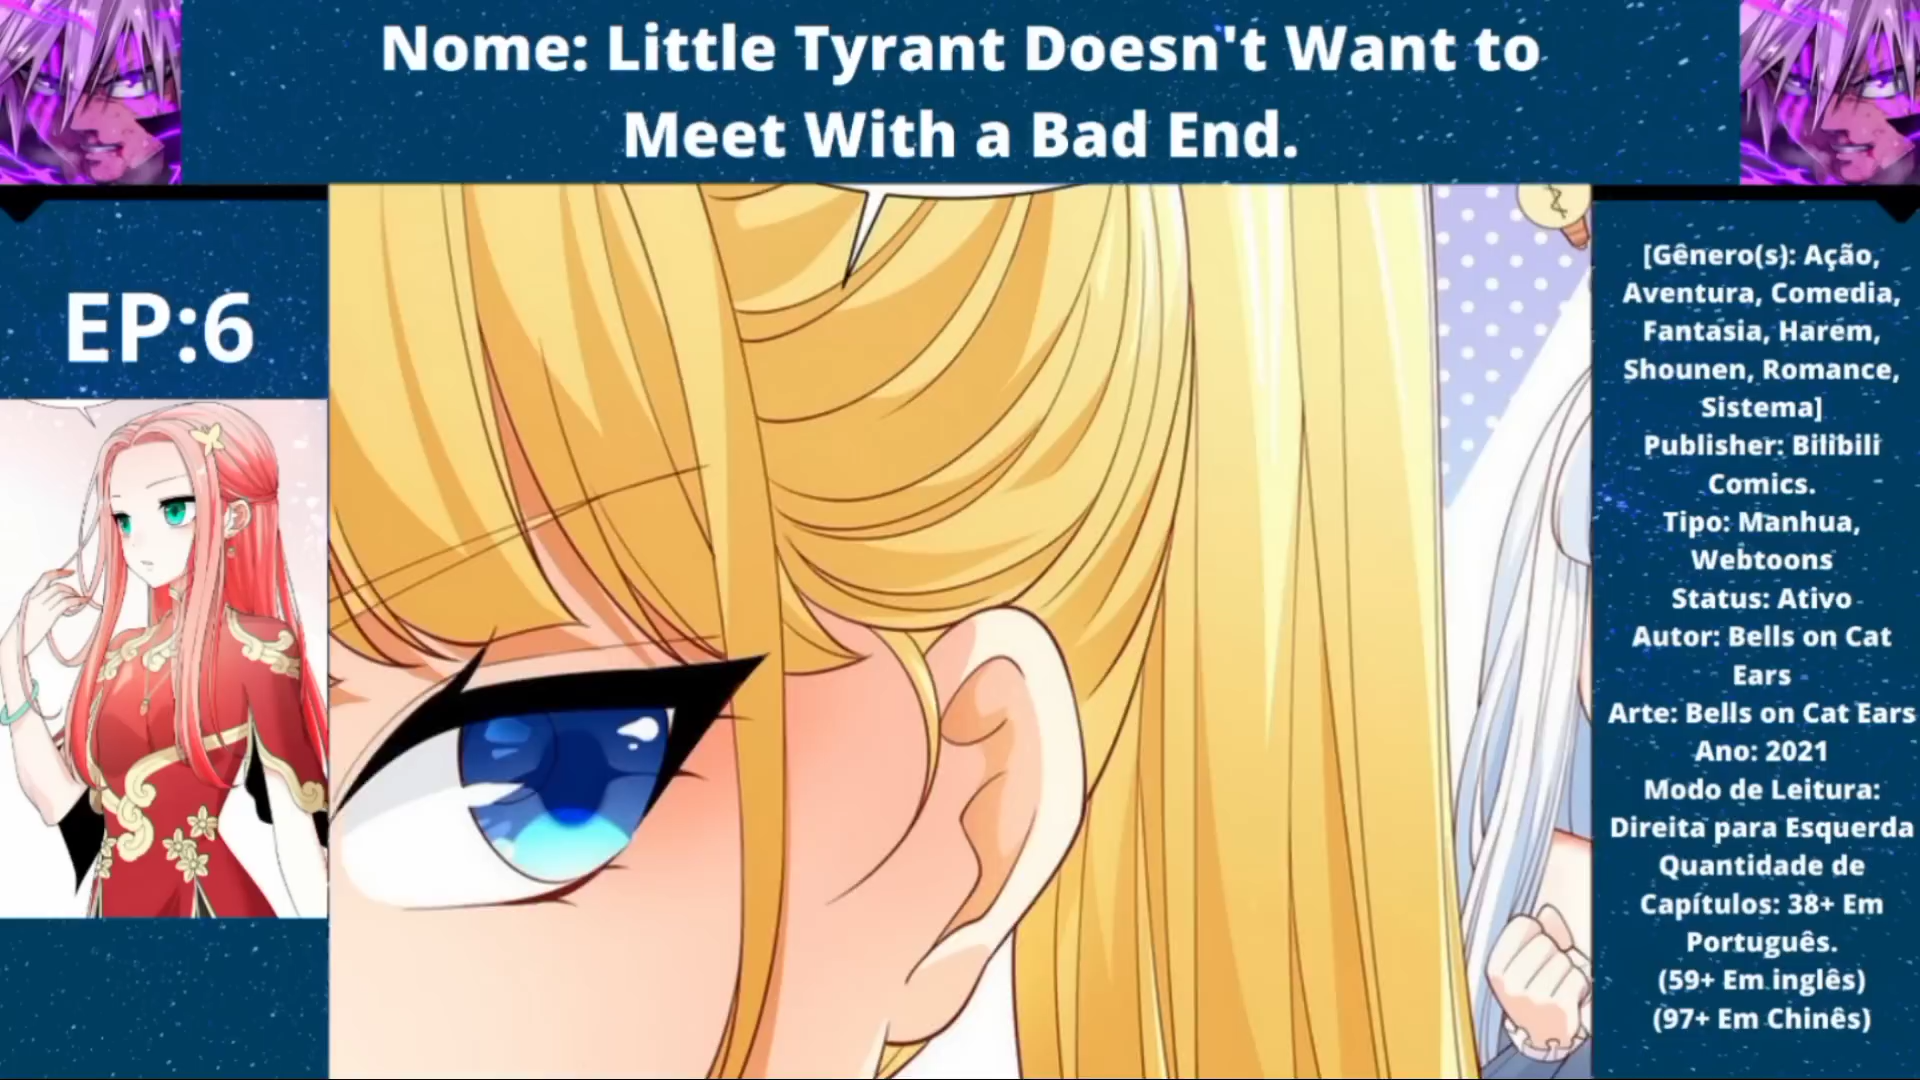 Nome: Little Tyrant Doesn't Want to
Meet With a Bad End.
EP:6
[Gênero(s): Ação,
Aventura, Comedia,
Fantasia, Harem,
Shounen, Romance,
Sistema]
Publisher: Bilibili
Comics.
Tipo: Manhua,
Webtoons
Status: Ativo
Autor: Bells on Cat
Ears
Arte: Bells on Cat Ears
Ano: 2021
Modo de Leitura:
Direita para Esquerda
Quantidade de
Capítulos: 38+ Em
Português.
(59+ Em inglês)
(97+ Em Chinês)